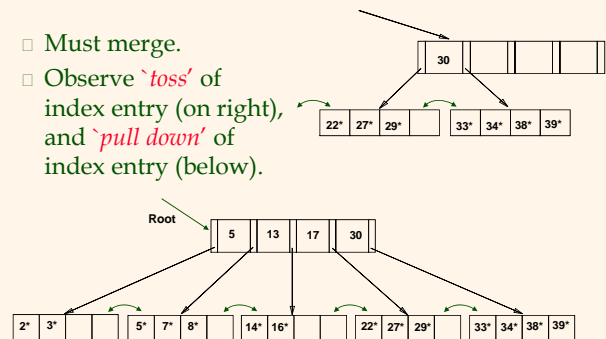 Must merge.
Observe `toss' of
index entry (on right),
and `pull down' of
index entry (below).
30
22* 27* 29* 33* 34* 38* 39*
Root
5 13 17 30
2* 3* 5* 7* 8* 14* 16* 22* 27* 29* 33* 34* 38* 39*